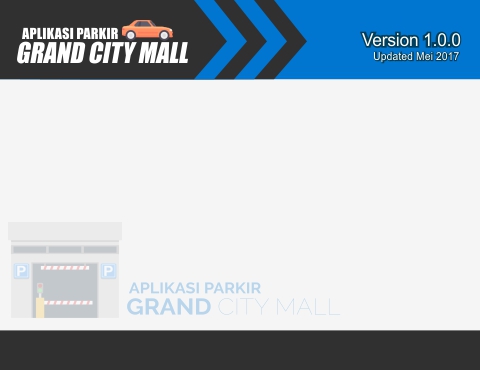 APLIKASI PARKIR
GRAND CITY MALL
Version 1.0.0
Updated Mei 2017
P P
APLIKASI PARKIR
GRAND CITY MALL